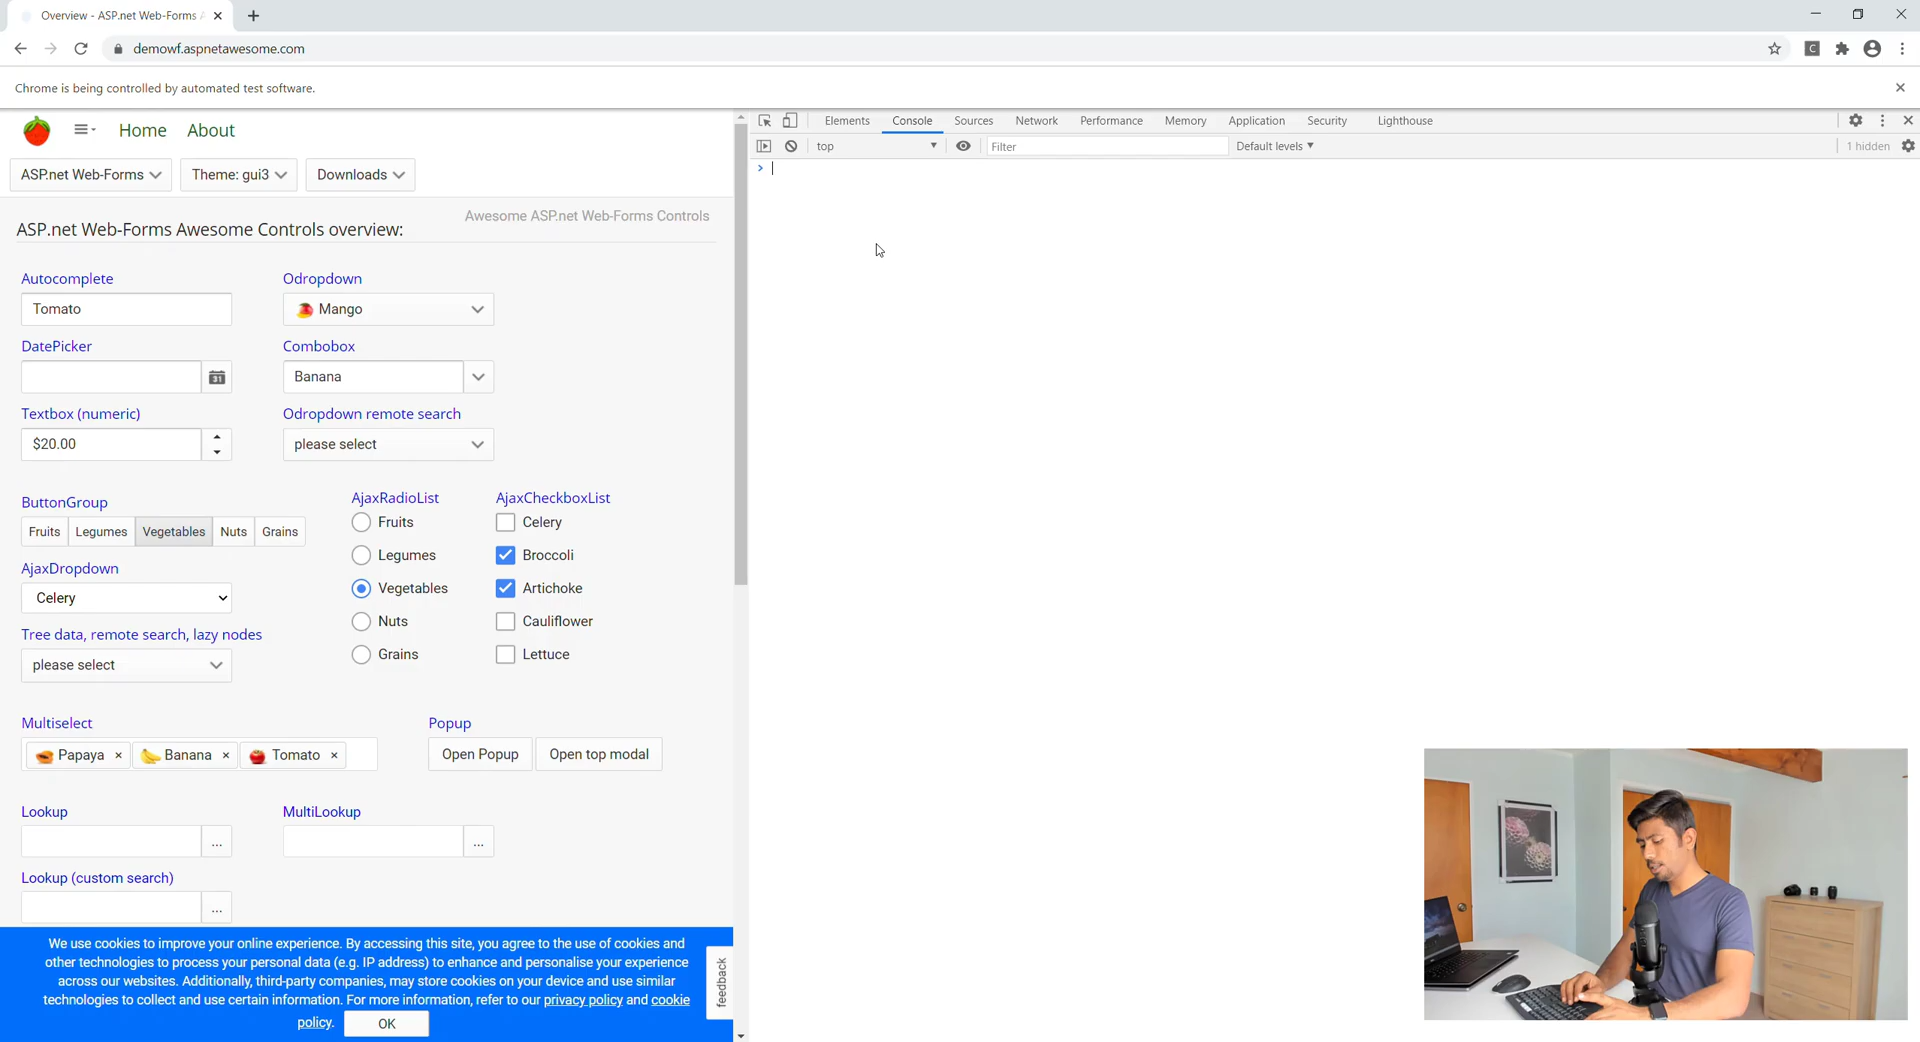 Overview - ASP.net Web-Forms A
demowf.aspnetawesome.com
C
Chrome is being controlled by automated test software.
Home
About
ASP.net Web-Forms
Theme: gui3
Downloads
Awesome ASP.net Web-Forms Controls
ASP.net Web-Forms Awesome Controls overview:
Autocomplete
Odropdown
Tomato
Mango
DatePicker
Combobox
31
Banana
Textbox (numeric)
Odropdown remote search
$20.00
please select
ButtonGroup
AjaxRadioList
AjaxCheckboxList
Fruits
Legumes
Vegetables
Nuts
Grains
Fruits
Celery
Legumes
Broccoli
AjaxDropdown
Celery
Vegetables
Artichoke
Nuts
Cauliflower
Tree data, remote search, lazy nodes
please select
Grains
Lettuce
Multiselect
Popup
Papaya ×
Banana ×
Tomato ×
Open Popup
Open top modal
Lookup
MultiLookup
...
...
Lookup (custom search)
...
We use cookies to improve your online experience. By accessing this site, you agree to the use of cookies and
other technologies to process your personal data (e.g. IP address) to enhance and personalise your experience
across our websites. Additionally, third-party companies, may store cookies on your device and use similar
technologies to collect and use certain information. For more information, refer to our privacy policy and cookie
policy.
OK
feedback
Elements
Console
Sources
Network
Performance
Memory
Application
Security
Lighthouse
top
Filter
Default levels
1 hidden